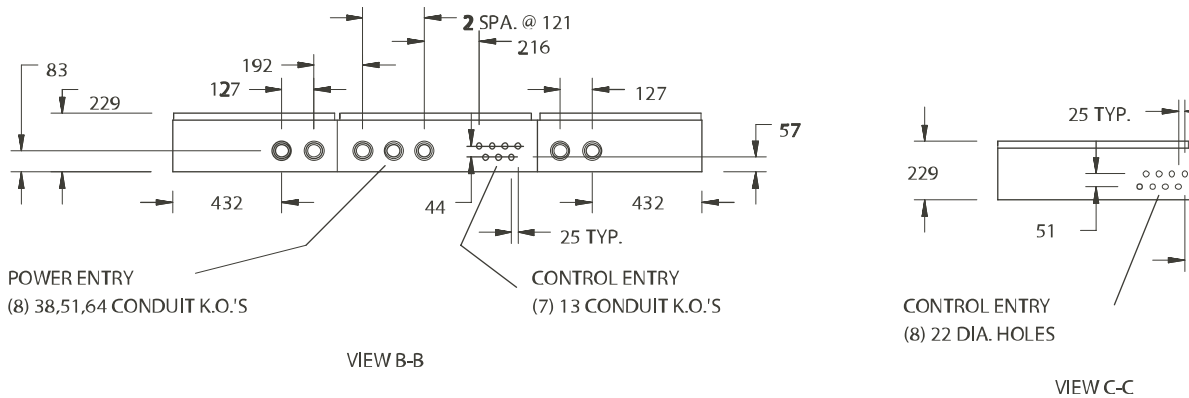 2 SPA. @ 121
216
192
83
127
127
229
57
25 TYP.
229
432
44
432
25 TYP.
51
POWER ENTRY
(8) 38,51,64 CONDUIT K.O.'S
CONTROL ENTRY
(7) 13 CONDUIT K.O.'S
CONTROL ENTRY
(8) 22 DIA. HOLES
VIEW B-B
VIEW C-C